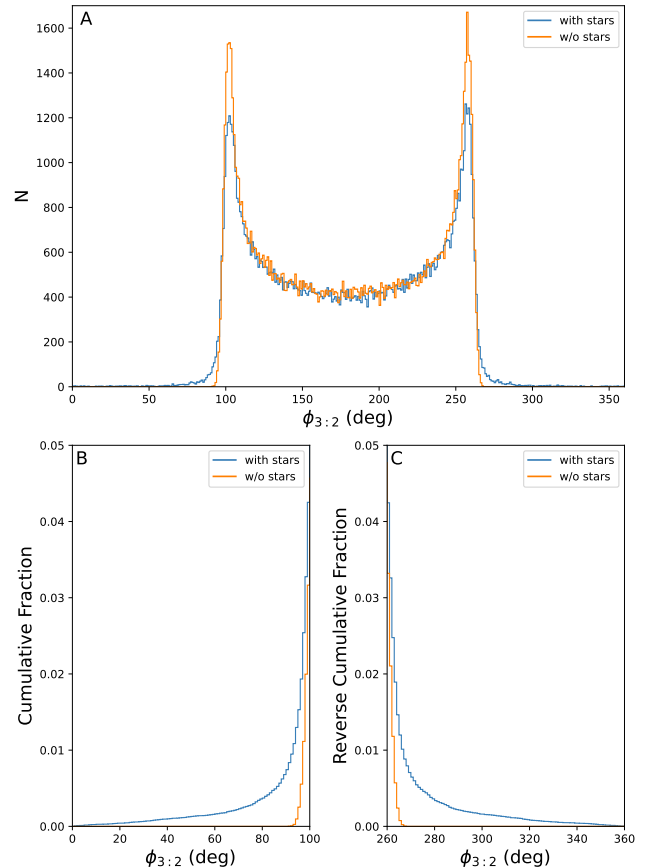 A
with stars
w/o stars
1600
1400
1200
1000
800
600
400
200
0
N
0 50 100 150 200 250 300 350
ϕ3:2 (deg)
B
with stars
w/o stars
0.05
0.04
0.03
0.02
0.01
0.00
Cumulative Fraction
0 20 40 60 80 100
ϕ3:2 (deg)
C
with stars
w/o stars
0.05
0.04
0.03
0.02
0.01
0.00
Reverse Cumulative Fraction
260 280 300 320 340 360
ϕ3:2 (deg)